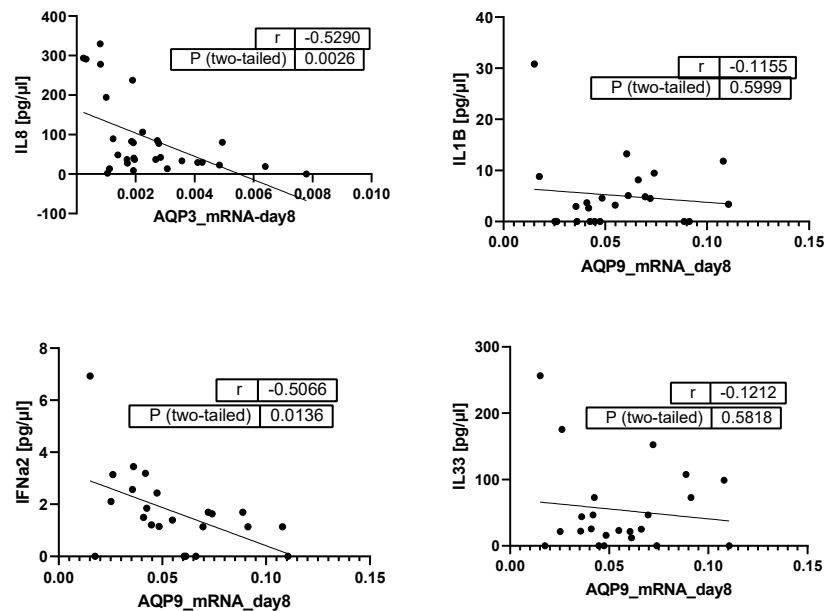 400
300
200
100
0
-100
IL8 [pg/µl]
0.002
0.004
0.006
0.008
0.010
AQP3_mRNA-day8
r -0.5290
P (two-tailed) 0.0026
40
30
20
10
0
IL1B [pg/µl]
0.00
0.05
0.10
0.15
AQP9_mRNA_day8
r -0.1155
P (two-tailed) 0.5999
8
6
4
2
0
IFNa2 [pg/µl]
0.00
0.05
0.10
0.15
AQP9_mRNA_day8
r -0.5066
P (two-tailed) 0.0136
300
200
100
0
IL33 [pg/µl]
0.00
0.05
0.10
0.15
AQP9_mRNA_day8
r -0.1212
P (two-tailed) 0.5818